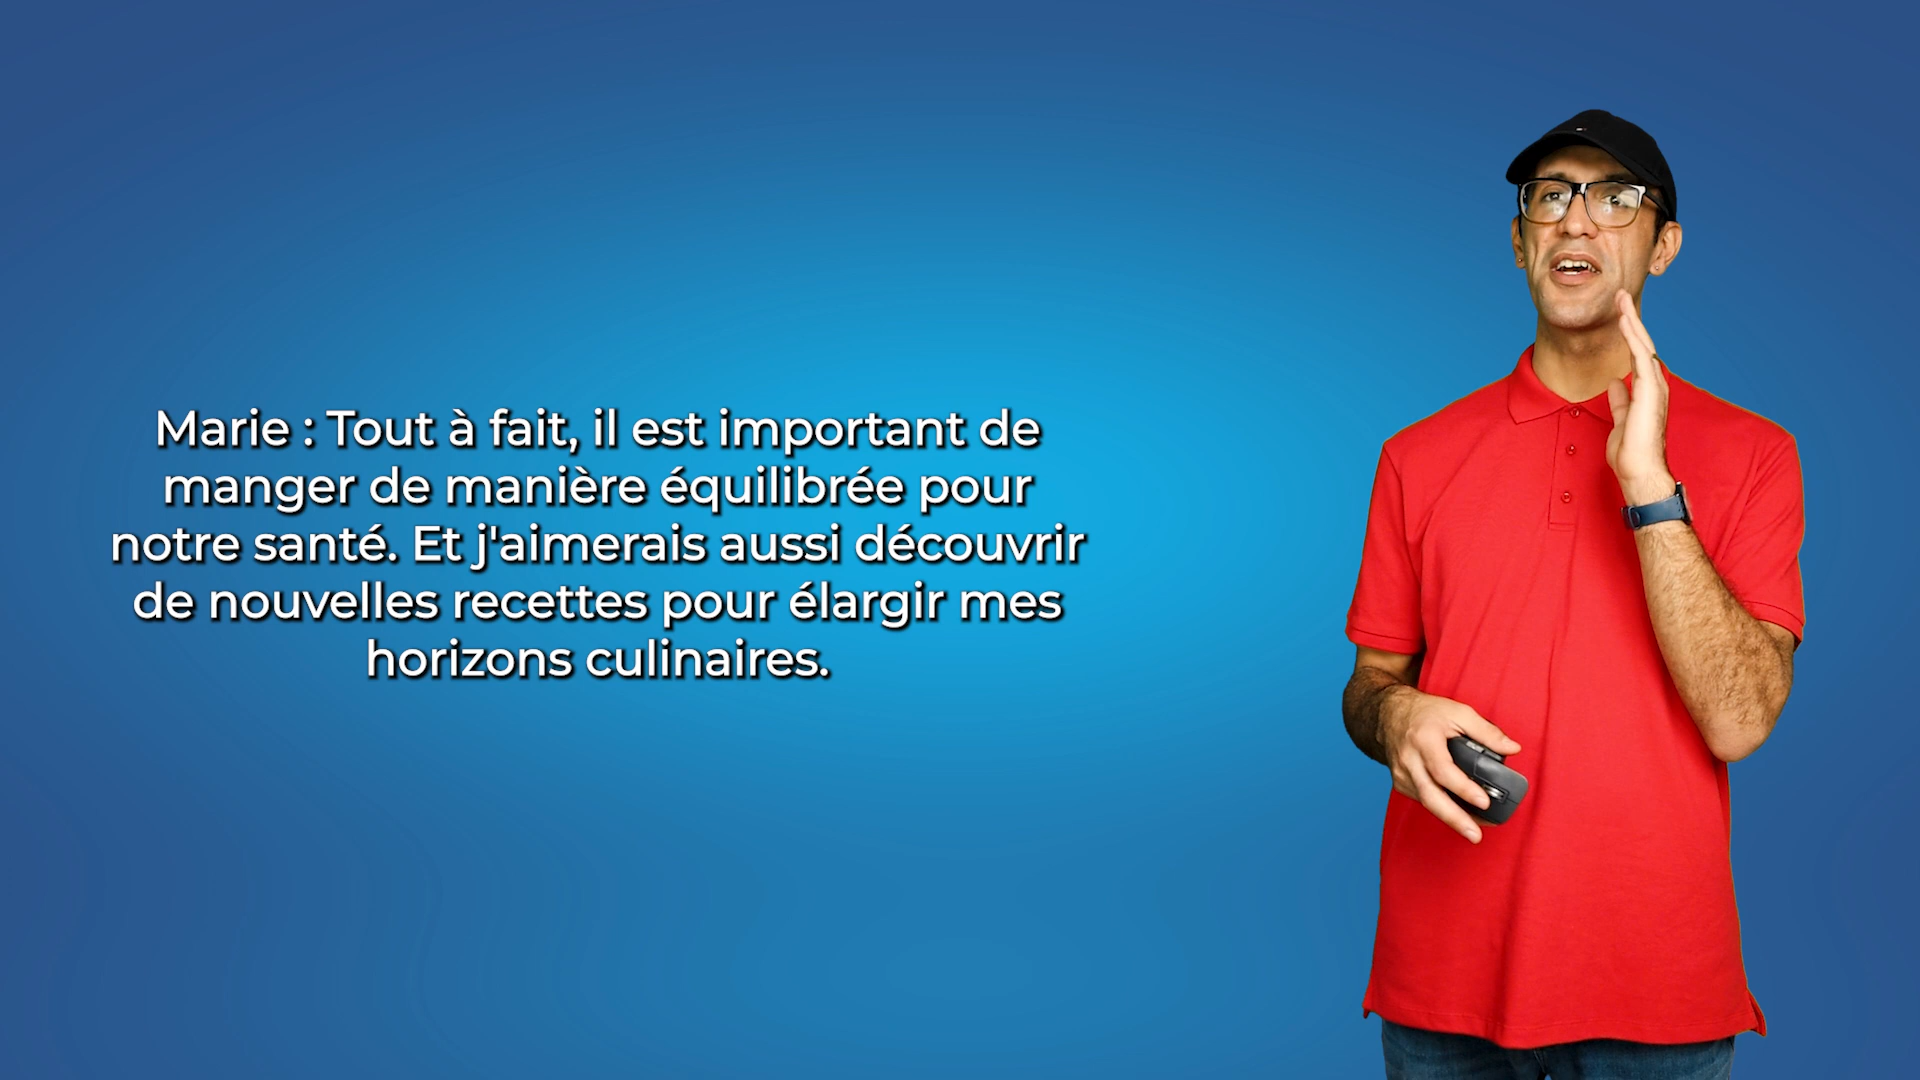 Marie : Tout à fait, il est important de
manger de manière équilibrée pour
notre santé. Et j'aimerais aussi découvrir
de nouvelles recettes pour élargir mes
horizons culinaires.